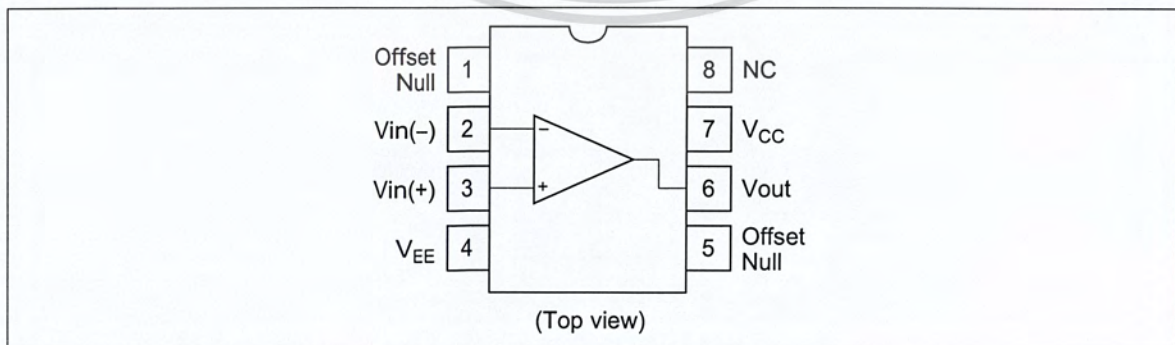 Offset
Null 1
8 NC
Vin(–) 2
–
7 VCC
Vin(+) 3
+
6 Vout
VEE 4
5 Offset
Null
(Top view)